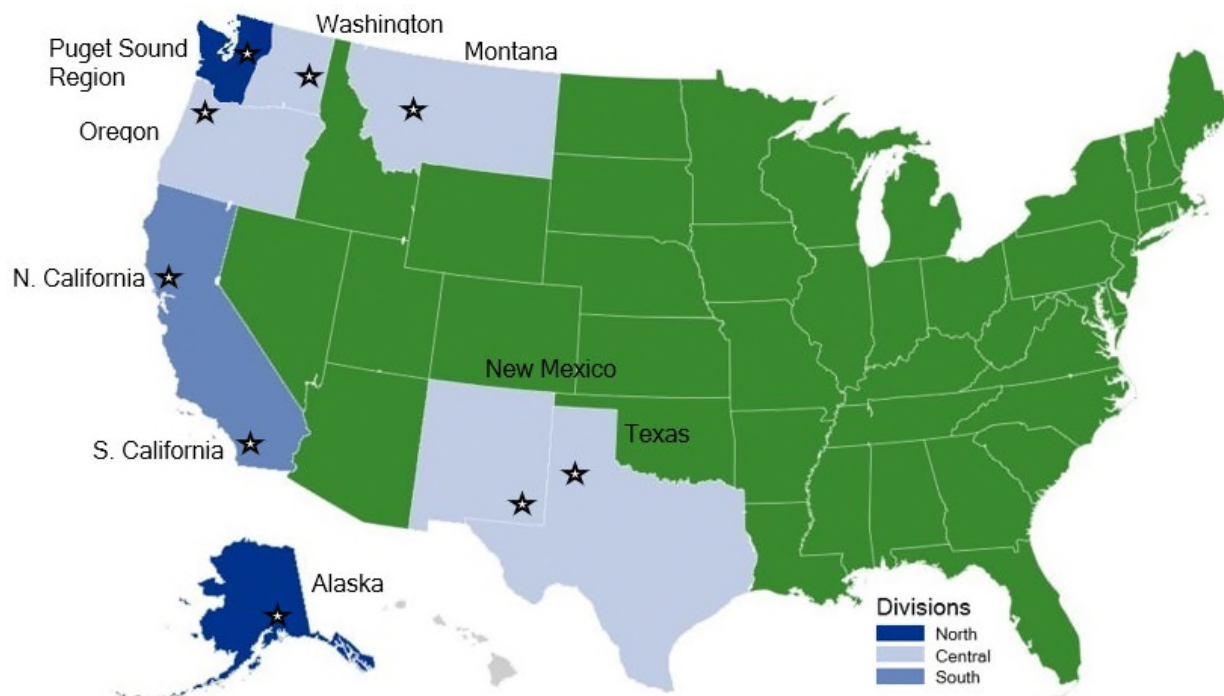 Washington
Puget Sound
Region
Montana
Oregon
N. California
New Mexico
S. California
Texas
Alaska
Divisions
North
Central
South